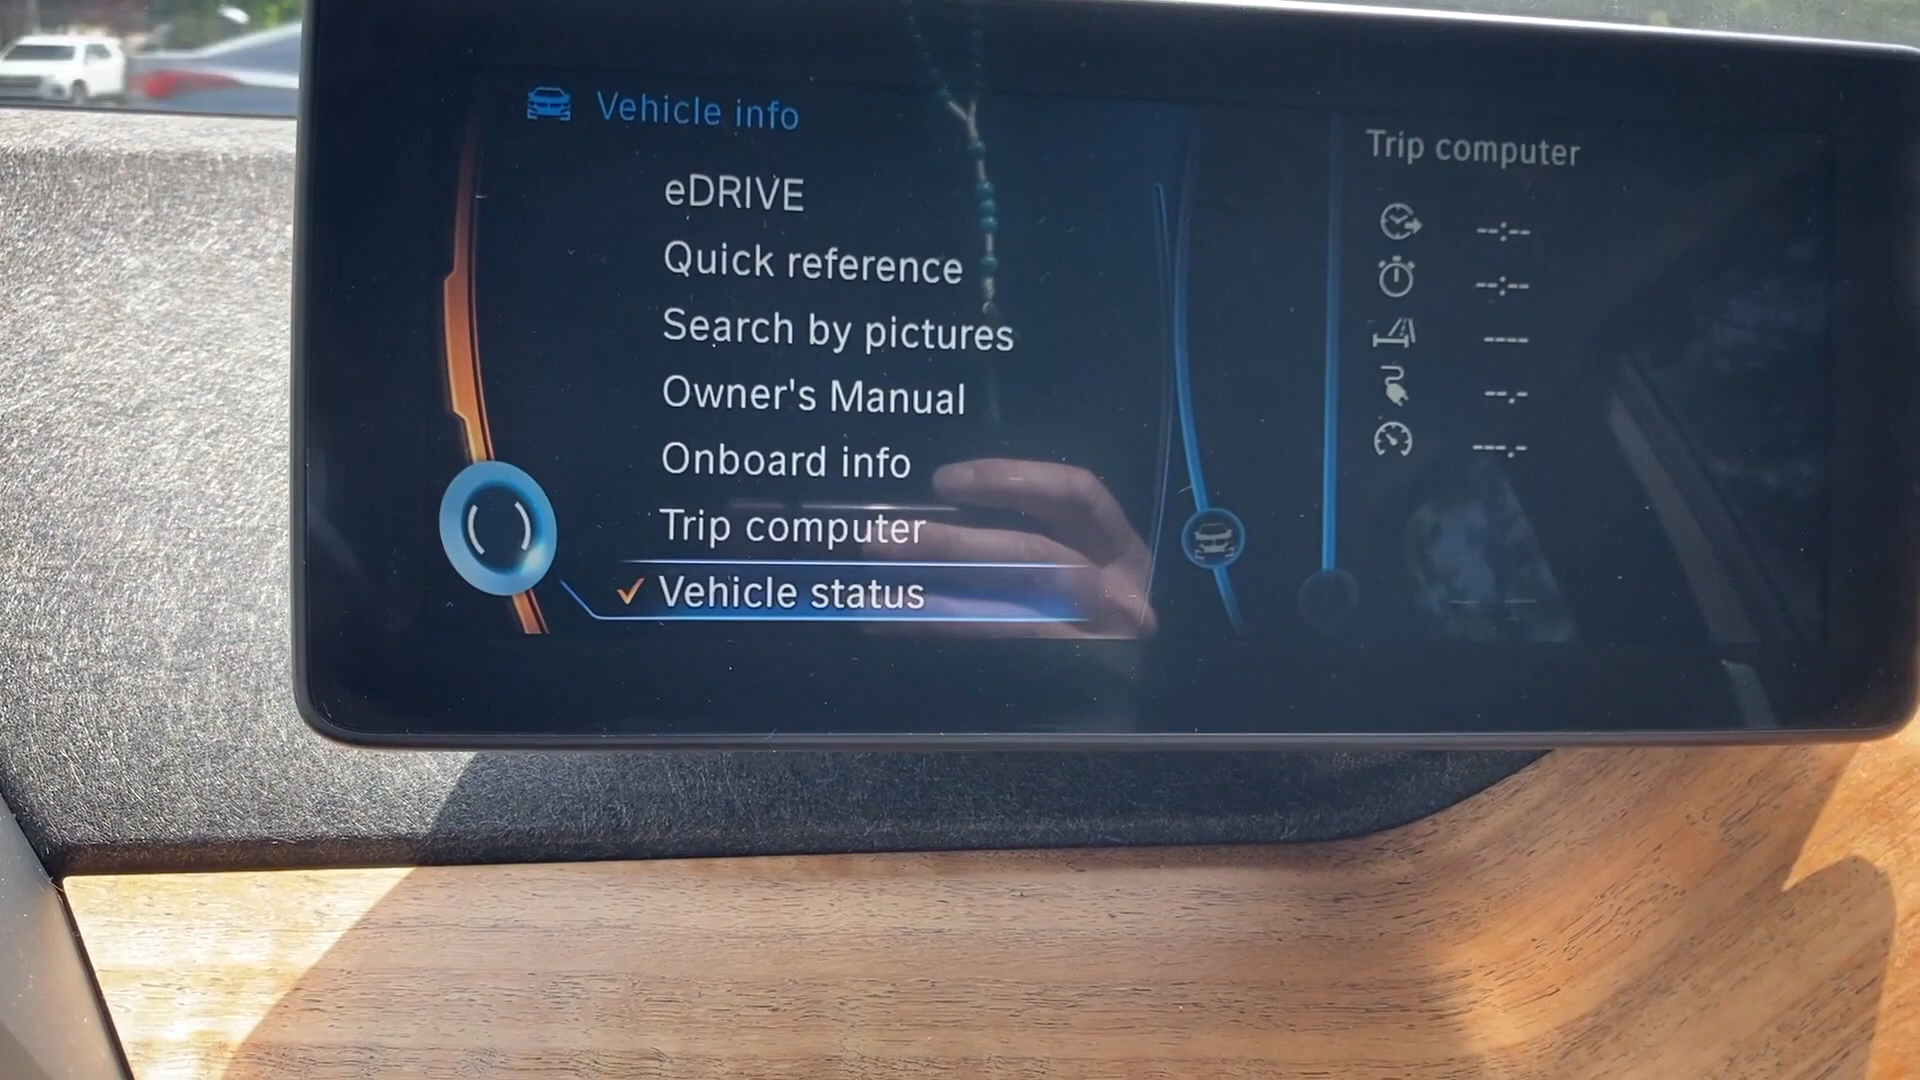 Vehicle info
eDRIVE
Quick reference
Search by pictures
Owner's Manual
Onboard info
Trip computer
✓ Vehicle status
Trip computer
--:--
--:--
----
--.-
---.-